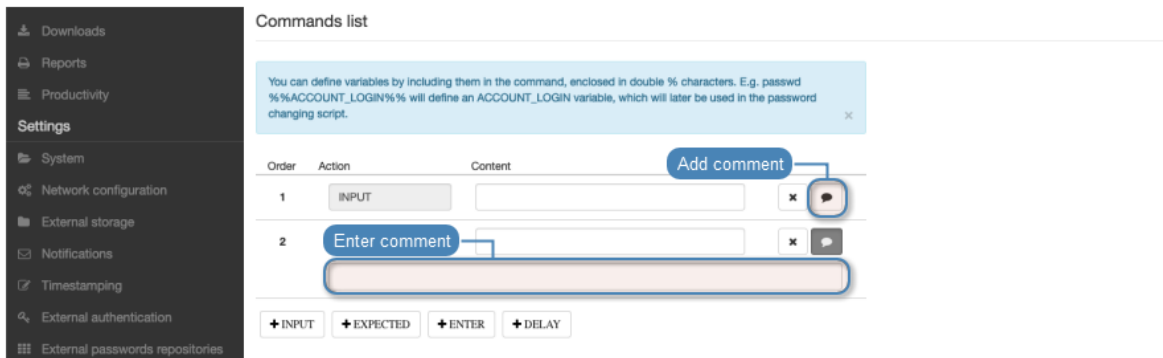 Commands list
Downloads
Reports
Productivity
Settings
System
Network configuration
External storage
Notifications
Timestamping
External authentication
External passwords repositories
You can define variables by including them in the command, enclosed in double % characters. E.g. passwd
%%ACCOUNT_LOGIN%% will define an ACCOUNT_LOGIN variable, which will later be used in the password
changing script.
×
Order Action Content
Add comment
1 INPUT
2
Enter comment
+INPUT +EXPECTED +ENTER +DELAY